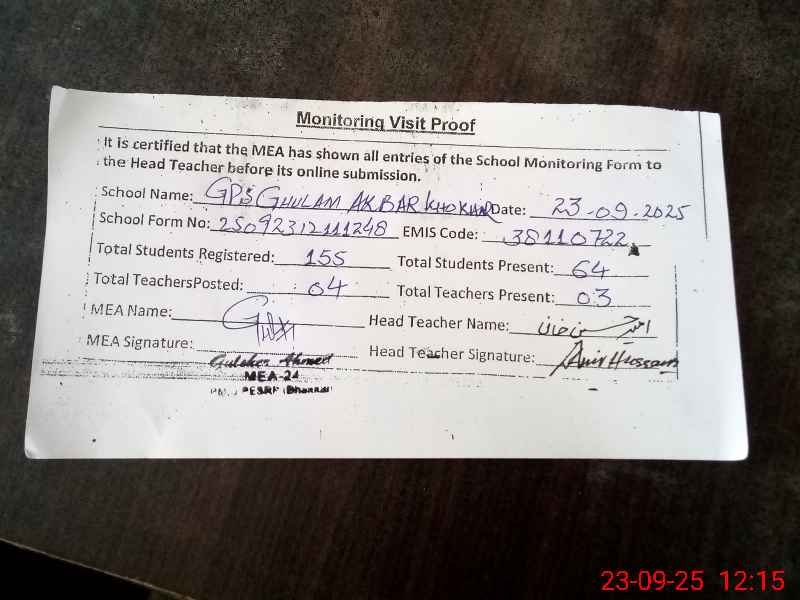 Monitoring Visit Proof
It is certified that the MEA has shown all entries of the School Monitoring Form to
the Head Teacher before its online submission.
School Name: GPS GHULAM AKBAR KHOKHAR Date: 23-09-2025
School Form No: 25092312111248 EMIS Code: 38110722
Total Students Registered: 155 Total Students Present: 64
Total TeachersPosted: 04 Total Teachers Present: 03
MEA Name: Head Teacher Name:
MEA Signature: Head Teacher Signature: Amir Hussain
Ahmed
MEA-24
23-09-25 12:15